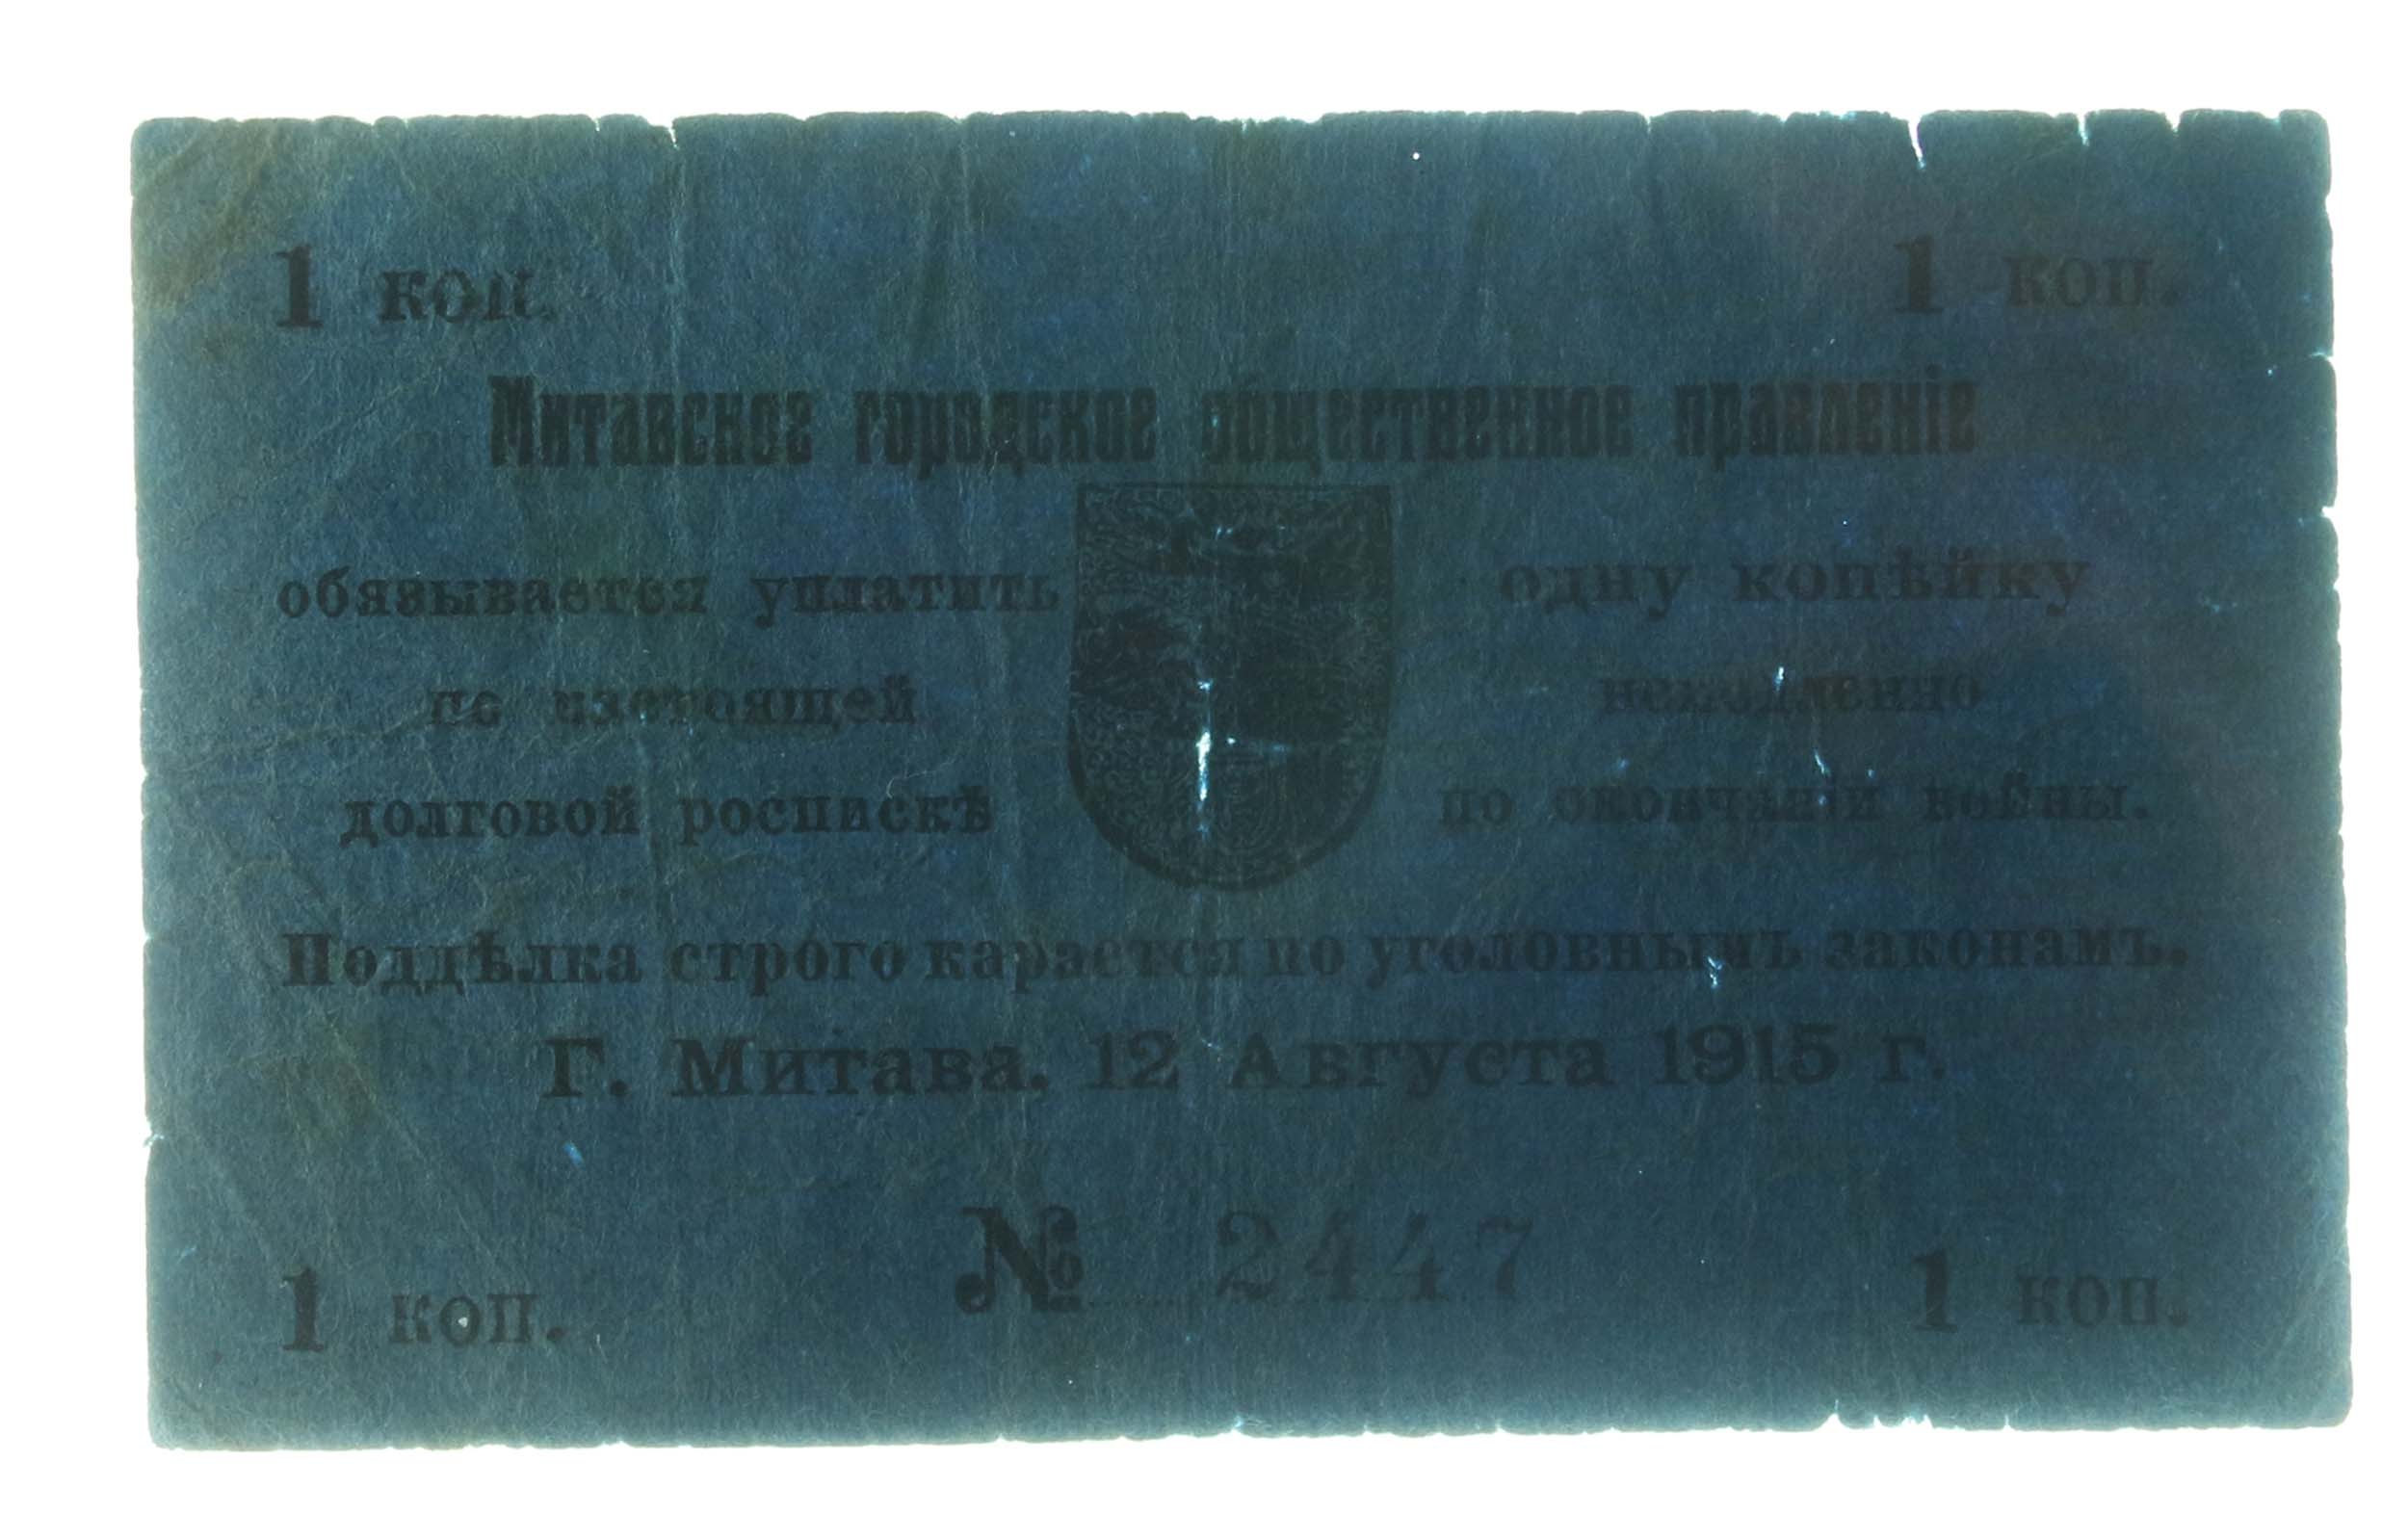 1 коп. 1 коп.
Митавское городское общественное правленіе
обязывается уплатить одну копѣйку
по настоящей немедленно
долговой роспискѣ по окончаніи войны.
Поддѣлка строго карается по уголовнымъ законамъ.
Г. Митава. 12 Августа 1915 г.
№ 2447
1 коп. 1 коп.